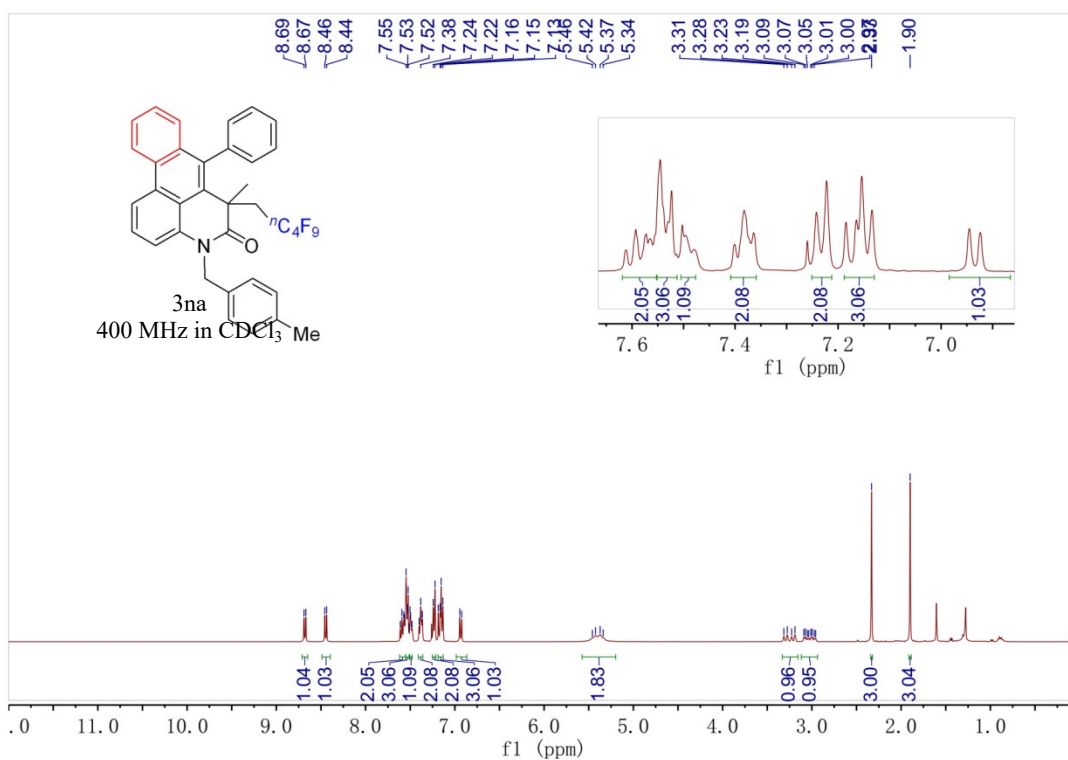 8.69 8.67 8.46 8.44 7.55 7.53 7.52 7.38 7.24 7.22 7.16 7.15 7.13 5.46 5.42 5.37 5.34 3.31 3.28 3.23 3.19 3.09 3.07 3.05 3.01 3.00 2.97 1.90
nC4F9
O
N
3na
400 MHz in CDCl3
Me
2.05 3.06 1.09 2.08 2.08 3.06 1.03
7.6 7.4 7.2 7.0
f1 (ppm)
1.04 1.03 2.05 3.06 1.09 2.08 2.08 3.06 1.03 1.83 0.96 0.95 3.00 3.04
.0 11.0 10.0 9.0 8.0 7.0 6.0 5.0 4.0 3.0 2.0 1.0
f1 (ppm)